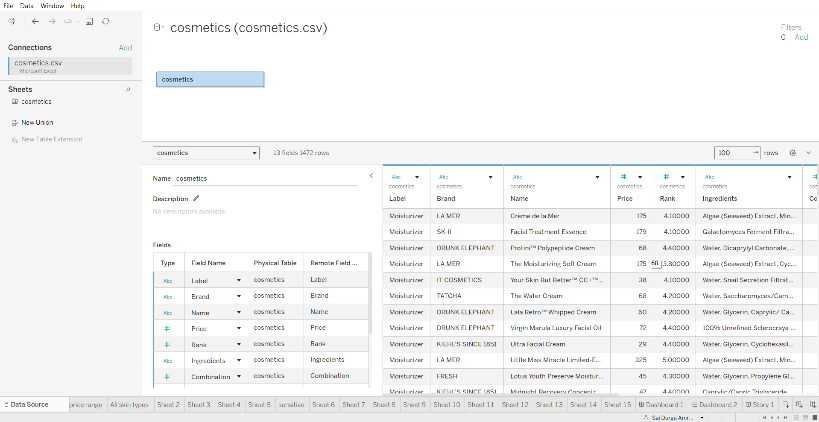 File Data Window Help
cosmetics (cosmetics.csv)
Filters
0 Add
Connections Add
cosmetics.csv
Microsoft Excel
Sheets
cosmetics
New Union
New Table Extension
cosmetics
cosmetics 13 fields 1472 rows 100 rows
Name cosmetics
Description
No description available
Fields
Type Field Name Physical Table Remote Field ...
Abc Label cosmetics Label
Abc Brand cosmetics Brand
Abc Name cosmetics Name
# Price cosmetics Price
# Rank cosmetics Rank
Abc Ingredients cosmetics Ingredients
# Combination cosmetics Combination
Abc Abc Abc # # Abc #
cosmetics cosmetics cosmetics cosmetics cosmetics cosmetics cosm
Label Brand Name Price Rank Ingredients Co
Moisturizer LA MER Crème de la Mer 175 4.10000 Algae (Seaweed) Extract, Min...
Moisturizer SK-II Facial Treatment Essence 179 4.10000 Galactomyces Ferment Filtra...
Moisturizer DRUNK ELEPHANT Protini™ Polypeptide Cream 68 4.40000 Water, Dicaprylyl Carbonate, ...
Moisturizer LA MER The Moisturizing Soft Cream 175 68 3.80000 Algae (Seaweed) Extract, Cyc...
Moisturizer IT COSMETICS Your Skin But Better™ CC+™... 38 4.10000 Water, Snail Secretion Filtrat...
Moisturizer TATCHA The Water Cream 68 4.20000 Water, Saccharomyces/Cam...
Moisturizer DRUNK ELEPHANT Lala Retro™ Whipped Cream 60 4.20000 Water, Glycerin, Caprylic/ Ca...
Moisturizer DRUNK ELEPHANT Virgin Marula Luxury Facial Oil 72 4.40000 100% Unrefined Sclerocraya ...
Moisturizer KIEHL'S SINCE 1851 Ultra Facial Cream 29 4.40000 Water, Glycerin, Cyclohexasil...
Moisturizer LA MER Little Miss Miracle Limited-E... 325 5.00000 Algae (Seaweed) Extract, Min...
Moisturizer FRESH Lotus Youth Preserve Moistur... 45 4.30000 Water, Glycerin, Propylene Gl...
Moisturizer KIEHL'S SINCE 1851 Midnight Recovery Concent... 47 4.40000 Caprylic/Capric Triglyceride, ...
Data Source price range All skin types Sheet 2 Sheet 3 Sheet 4 Sheet 5 sensitive Sheet 6 Sheet 7 Sheet 8 Sheet 9 Sheet 10 Sheet 11 Sheet 12 Sheet 13 Sheet 14 Sheet 15 Dashboard 1 Dashboard 2 Story 1
SaiDurga Amr...